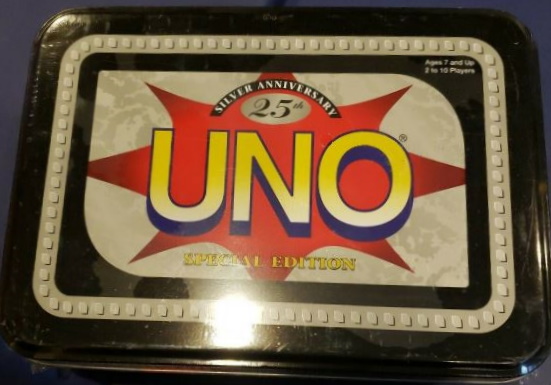 Ages 7 and Up
2 to 10 Players
SILVER ANNIVERSARY
25th
UNO®
SPECIAL EDITION